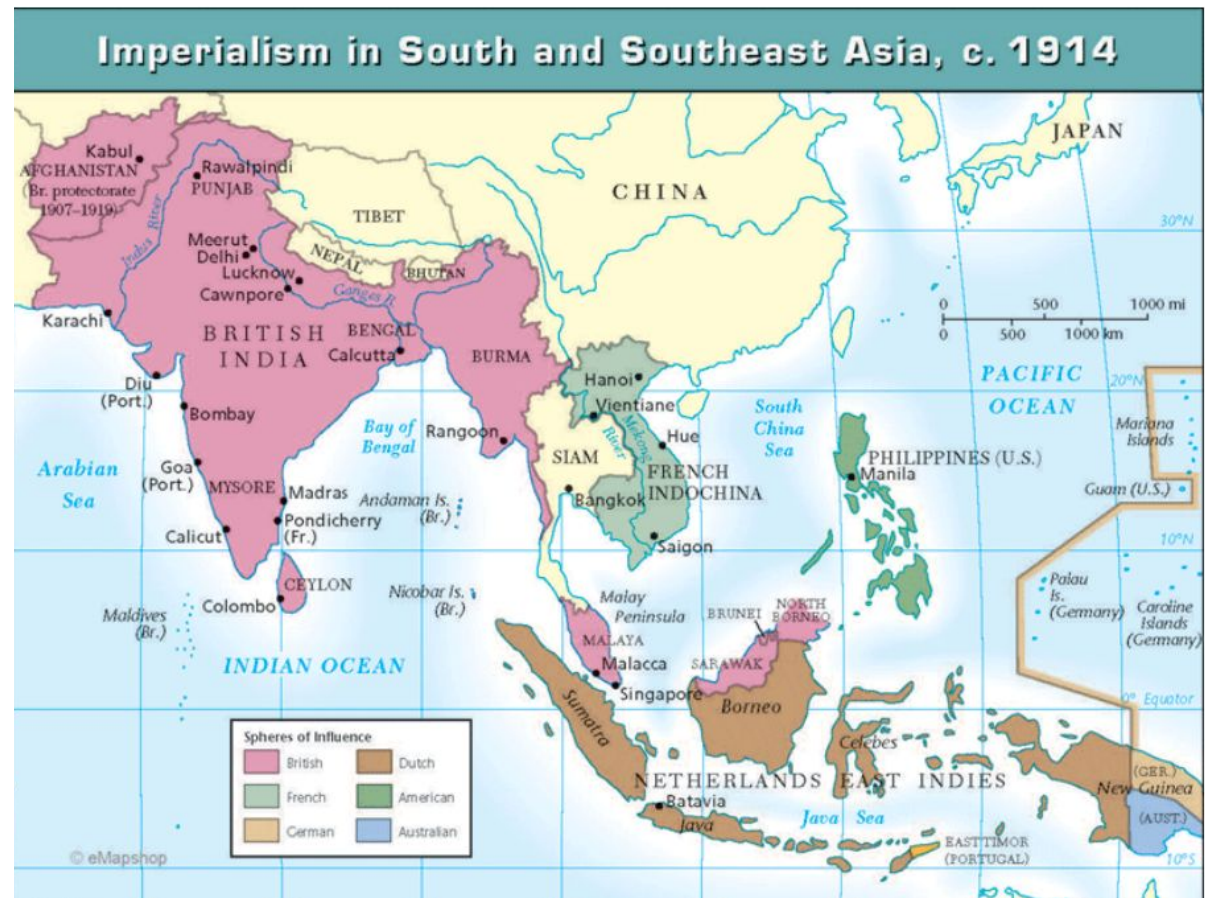 Imperialism in South and Southeast Asia, c. 1914
JAPAN
Kabul
AFGHANISTAN
(Br. protectorate
1907–1919)
Rawalpindi
PUNJAB
Indus River
CHINA
TIBET
30°N
Meerut
Delhi
NEPAL
Lucknow
BHUTAN
Cawnpore
Ganges R.
0 500 1000 mi
0 500 1000 km
Karachi
BRITISH
INDIA
BENGAL
Calcutta
BURMA
Hanoi
Diu
(Port.)
Bombay
Vientiane
PACIFIC
OCEAN
20°N
Bay of
Bengal
Rangoon
Mekong
River
Hue
South
China
Sea
Mariana
Islands
Arabian
Sea
Goa
(Port.)
MYSORE
SIAM
FRENCH
INDOCHINA
PHILIPPINES (U.S.)
Manila
Guam (U.S.)
Madras
Andaman Is.
(Br.)
Bangkok
Pondicherry
(Fr.)
Calicut
Saigon
10°N
CEYLON
Colombo
Nicobar Is.
(Br.)
Malay
Peninsula
Palau
Is.
(Germany)
Caroline
Islands
(Germany)
Maldives
(Br.)
BRUNEI
NORTH
BORNEO
MALAYA
INDIAN OCEAN
Malacca
SARAWAK
Singapore
0° Equator
Sumatra
Borneo
Celebes
Spheres of Influence
British
Dutch
French
American
German
Australian
NETHERLANDS EAST INDIES
(GER.)
New Guinea
(AUST.)
Batavia
Java
Java Sea
EAST TIMOR
(PORTUGAL)
10°S
© eMapshop